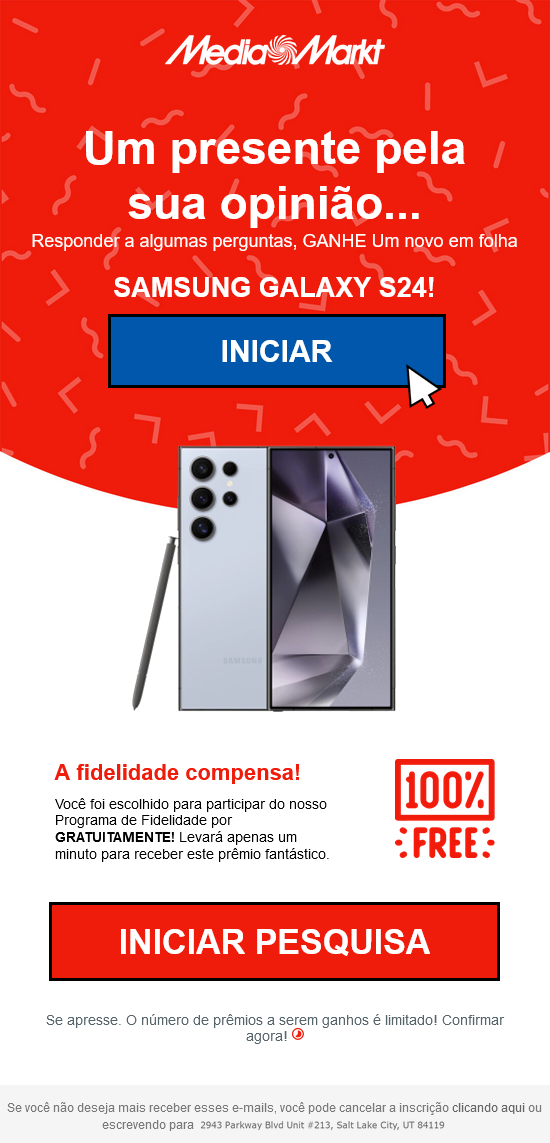 Media Markt
Um presente pela
sua opinião...
Responder a algumas perguntas, GANHE Um novo em folha
SAMSUNG GALAXY S24!
INICIAR
SAMSUNG
A fidelidade compensa!
Você foi escolhido para participar do nosso
Programa de Fidelidade por
GRATUITAMENTE! Levará apenas um
minuto para receber este prêmio fantástico.
100%
FREE
INICIAR PESQUISA
Se apresse. O número de prêmios a serem ganhos é limitado! Confirmar
agora!
Se você não deseja mais receber esses e-mails, você pode cancelar a inscrição clicando aqui ou
escrevendo para 2943 Parkway Blvd Unit #213, Salt Lake City, UT 84119